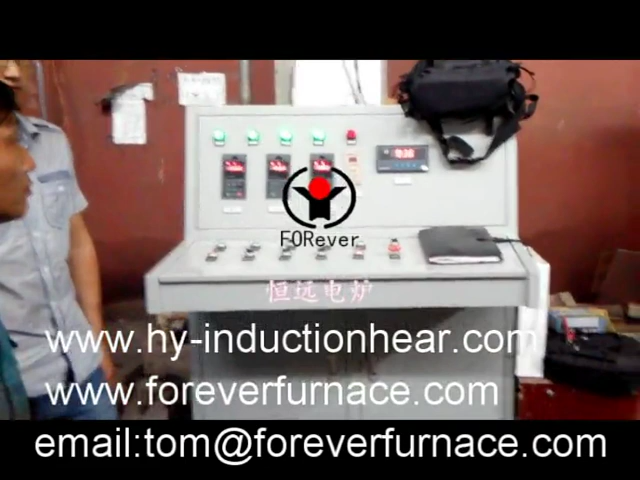 FORever
恒远电炉
www.hy-inductionhear.com
www.foreverfurnace.com
email:tom@foreverfurnace.com